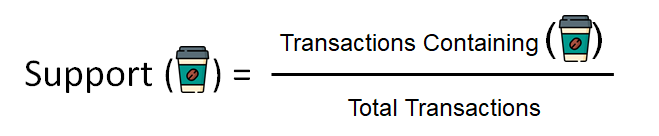 Transactions Containing ( )
Support ( ) =
Total Transactions